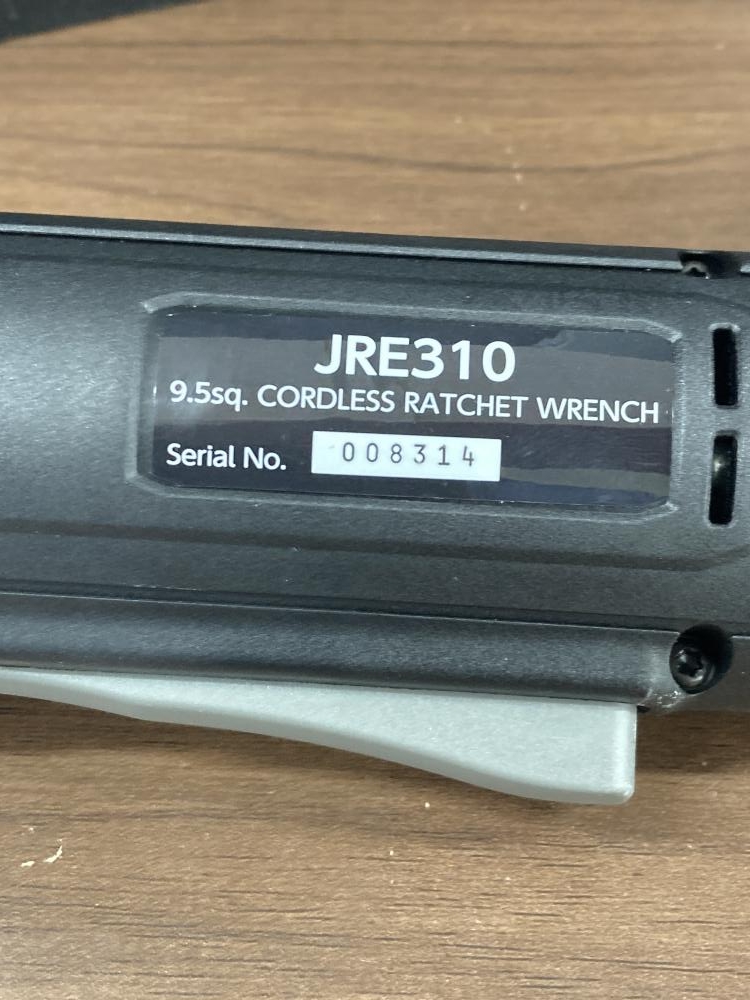 JRE310
9.5sq. CORDLESS RATCHET WRENCH
Serial No. 008314